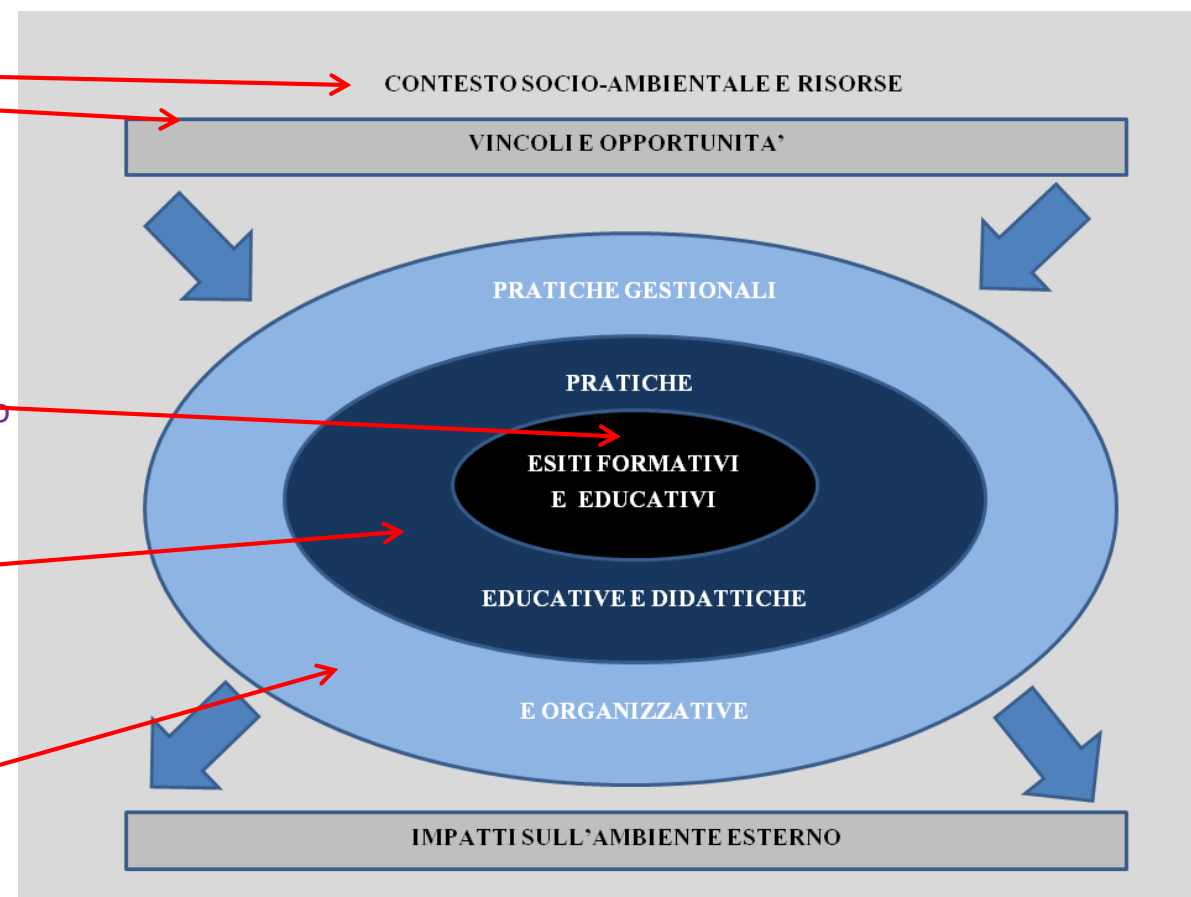 CONTESTO SOCIO-AMBIENTALE E RISORSE
VINCOLI E OPPORTUNITA’
PRATICHE GESTIONALI
PRATICHE
o
ESITI FORMATIVI
E EDUCATIVI
EDUCATIVE E DIDATTICHE
E ORGANIZZATIVE
IMPATTI SULL’AMBIENTE ESTERNO